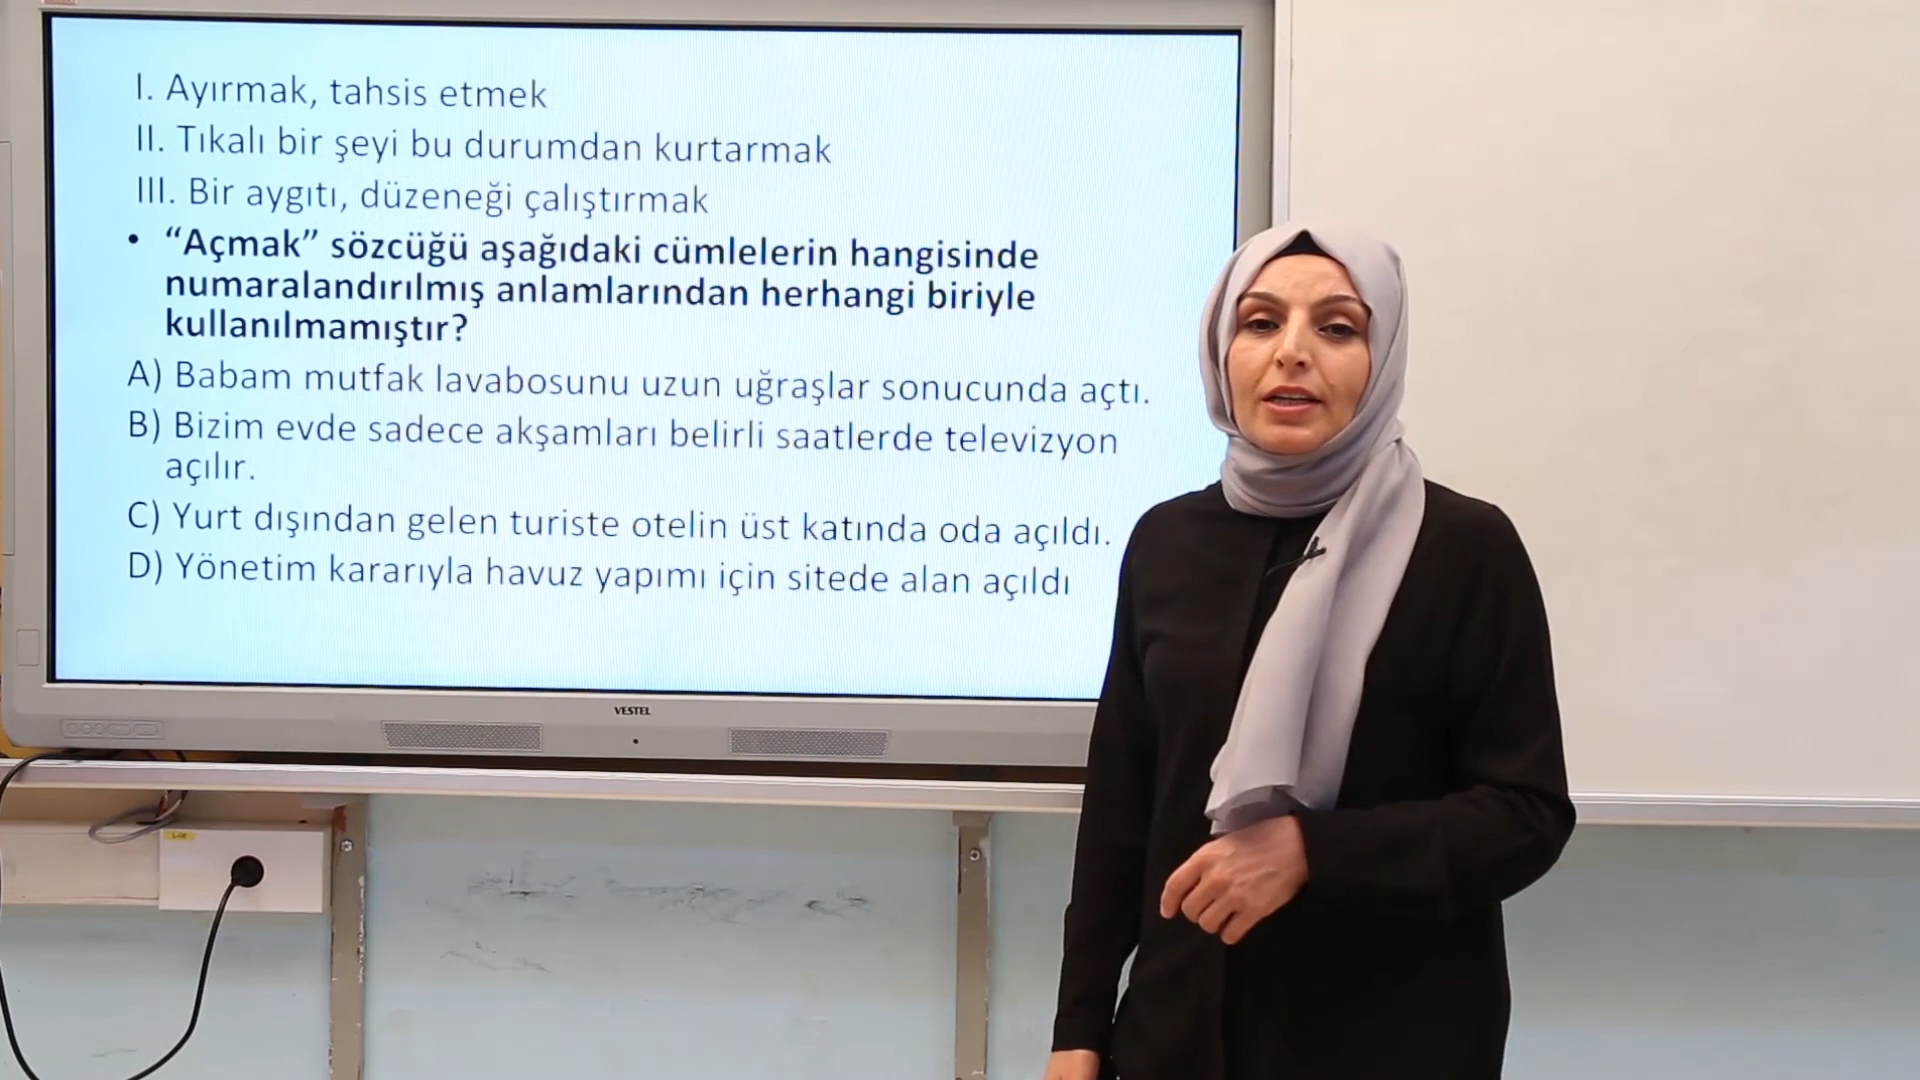 I. Ayırmak, tahsis etmek
II. Tıkalı bir şeyi bu durumdan kurtarmak
III. Bir aygıtı, düzeneği çalıştırmak
• “Açmak” sözcüğü aşağıdaki cümlelerin hangisinde
numaralandırılmış anlamlarından herhangi biriyle
kullanılmamıştır?
A) Babam mutfak lavabosunu uzun uğraşlar sonucunda açtı.
B) Bizim evde sadece akşamları belirli saatlerde televizyon
açılır.
C) Yurt dışından gelen turiste otelin üst katında oda açıldı.
D) Yönetim kararıyla havuz yapımı için sitede alan açıldı
VESTEL